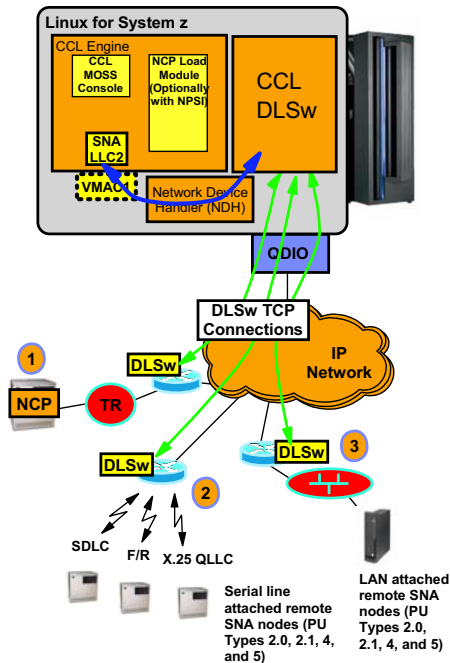 Linux for System z
CCL Engine
CCL
MOSS
Console
NCP Load
Module
(Optionally
with NPSI)
CCL
DLSw
SNA
LLC2
VMAC1
Network Device
Handler (NDH)
QDIO
DLSw TCP
Connections
IP
Network
1
DLSw
NCP
TR
DLSw
2
DLSw
3
SDLC
F/R
X.25 QLLC
Serial line
attached remote
SNA nodes (PU
Types 2.0, 2.1, 4,
and 5)
LAN attached
remote SNA
nodes (PU
Types 2.0,
2.1, 4, and 5)